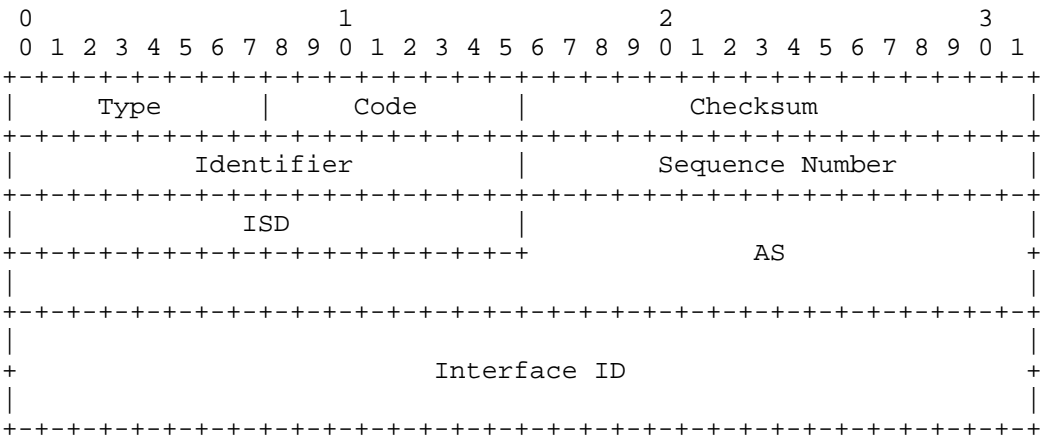 0                   1                   2                   3
 0 1 2 3 4 5 6 7 8 9 0 1 2 3 4 5 6 7 8 9 0 1 2 3 4 5 6 7 8 9 0 1
+-+-+-+-+-+-+-+-+-+-+-+-+-+-+-+-+-+-+-+-+-+-+-+-+-+-+-+-+-+-+-+-+
|     Type      |     Code      |          Checksum             |
+-+-+-+-+-+-+-+-+-+-+-+-+-+-+-+-+-+-+-+-+-+-+-+-+-+-+-+-+-+-+-+-+
|           Identifier          |        Sequence Number        |
+-+-+-+-+-+-+-+-+-+-+-+-+-+-+-+-+-+-+-+-+-+-+-+-+-+-+-+-+-+-+-+-+
|              ISD              |                               |
+-+-+-+-+-+-+-+-+-+-+-+-+-+-+-+-+              AS               +
|                                                               |
+-+-+-+-+-+-+-+-+-+-+-+-+-+-+-+-+-+-+-+-+-+-+-+-+-+-+-+-+-+-+-+-+
|                                                               |
+                          Interface ID                         +
|                                                               |
+-+-+-+-+-+-+-+-+-+-+-+-+-+-+-+-+-+-+-+-+-+-+-+-+-+-+-+-+-+-+-+-+